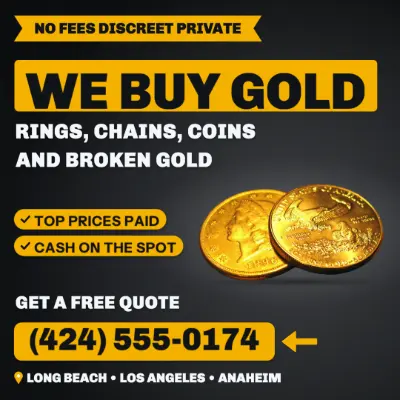 NO FEES DISCREET PRIVATE
WE BUY GOLD
RINGS, CHAINS, COINS
AND BROKEN GOLD
TOP PRICES PAID
CASH ON THE SPOT
GET A FREE QUOTE
(424) 555-0174
LONG BEACH • LOS ANGELES • ANAHEIM